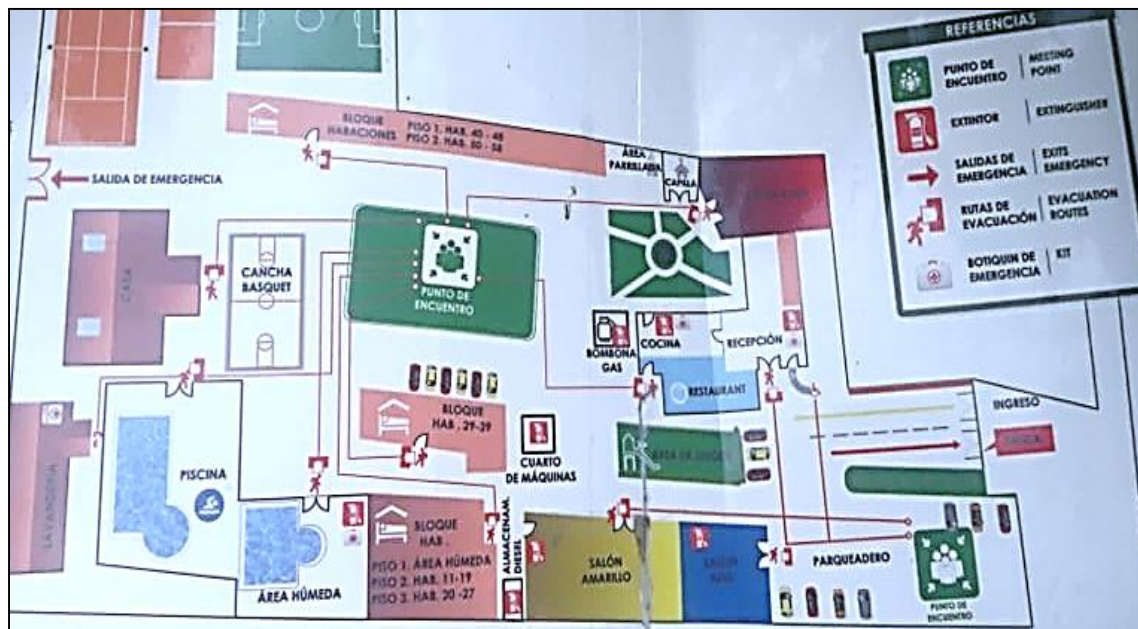 REFERENCIAS
PUNTO DE
ENCUENTRO
MEETING
POINT
EXTINTOR
EXTINGUISHER
SALIDAS DE
EMERGENCIA
EXITS
EMERGENCY
RUTAS DE
EVACUACIÓN
EVACUATION
ROUTES
BOTIQUIN DE
EMERGENCIA
KIT
BLOQUE
HABACIONES
PISO 1. HAB. 40 - 48
PISO 2. HAB. 50 - 58
ÁREA
PARRILLADA
CAPILLA
SALIDA DE EMERGENCIA
CASA
CANCHA
BASQUET
PUNTO DE
ENCUENTRO
BOMBONA
GAS
COCINA
RECEPCIÓN
RESTAURANT
INGRESO
BLOQUE
HAB. 29-39
CUARTO
DE MÁQUINAS
LAVANDERÍA
PISCINA
ÁREA HÚMEDA
BLOQUE
HAB.
PISO 1. ÁREA HÚMEDA
PISO 2. HAB. 11-19
PISO 3. HAB. 20 -27
ALMACENAM.
DIESEL
SALÓN
AMARILLO
SALÓN
AZUL
PARQUEADERO
PUNTO DE
ENCUENTRO